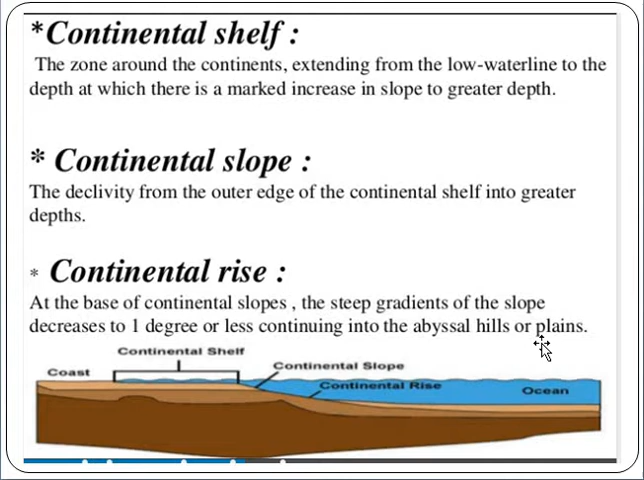 *Continental shelf :
The zone around the continents, extending from the low-waterline to the
depth at which there is a marked increase in slope to greater depth.
* Continental slope :
The declivity from the outer edge of the continental shelf into greater
depths.
* Continental rise :
At the base of continental slopes , the steep gradients of the slope
decreases to 1 degree or less continuing into the abyssal hills or plains.
Continental Shelf
Coast
Continental Slope
Continental Rise
Ocean